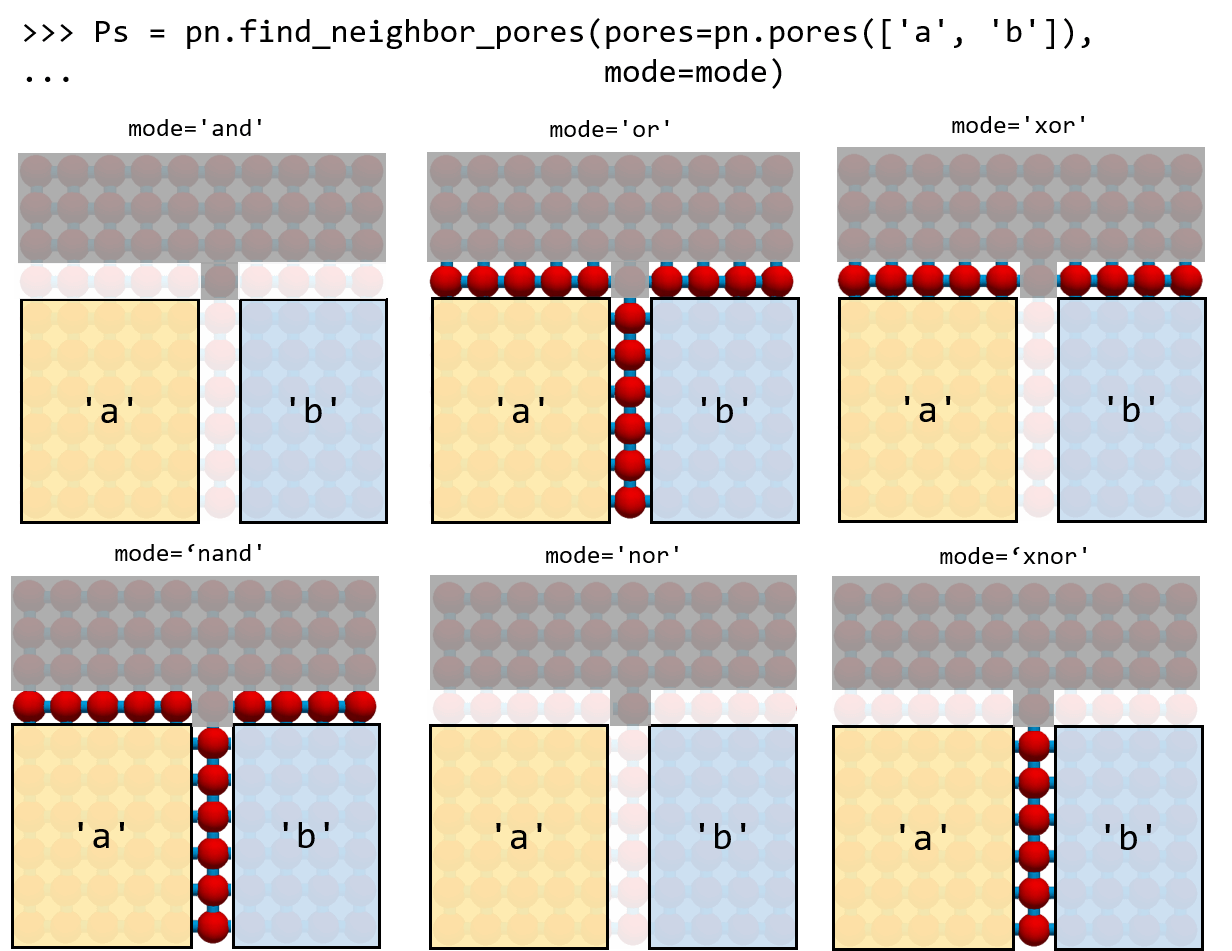 >>> Ps = pn.find_neighbor_pores(pores=pn.pores(['a', 'b']),
... mode=mode)
mode='and'
mode='or'
mode='xor'
'a'
'b'
'a'
'b'
'a'
'b'
mode=‘nand'
mode='nor'
mode=‘xnor'
'a'
'b'
'a'
'b'
'a'
'b'